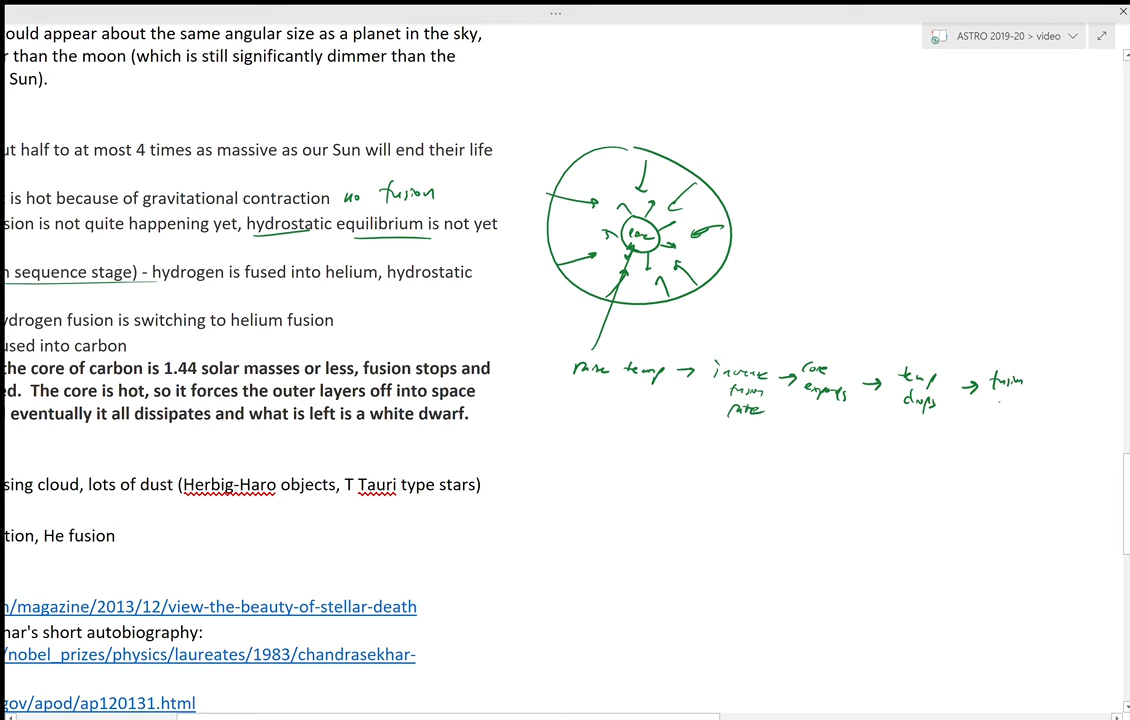 ASTRO 2019-20 > video
ould appear about the same angular size as a planet in the sky,
r than the moon (which is still significantly dimmer than the
Sun).
ut half to at most 4 times as massive as our Sun will end their life
t is hot because of gravitational contraction no fusion
sion is not quite happening yet, hydrostatic equilibrium is not yet
n sequence stage) - hydrogen is fused into helium, hydrostatic
ydrogen fusion is switching to helium fusion
used into carbon
the core of carbon is 1.44 solar masses or less, fusion stops and
d. The core is hot, so it forces the outer layers off into space
eventually it all dissipates and what is left is a white dwarf.
sing cloud, lots of dust (Herbig-Haro objects, T Tauri type stars)
tion, He fusion
n/magazine/2013/12/view-the-beauty-of-stellar-death
har's short autobiography:
/nobel_prizes/physics/laureates/1983/chandrasekhar-
gov/apod/ap120131.html
core
raise temp → increase → core → temp → fusion
fusion expands drops
rate